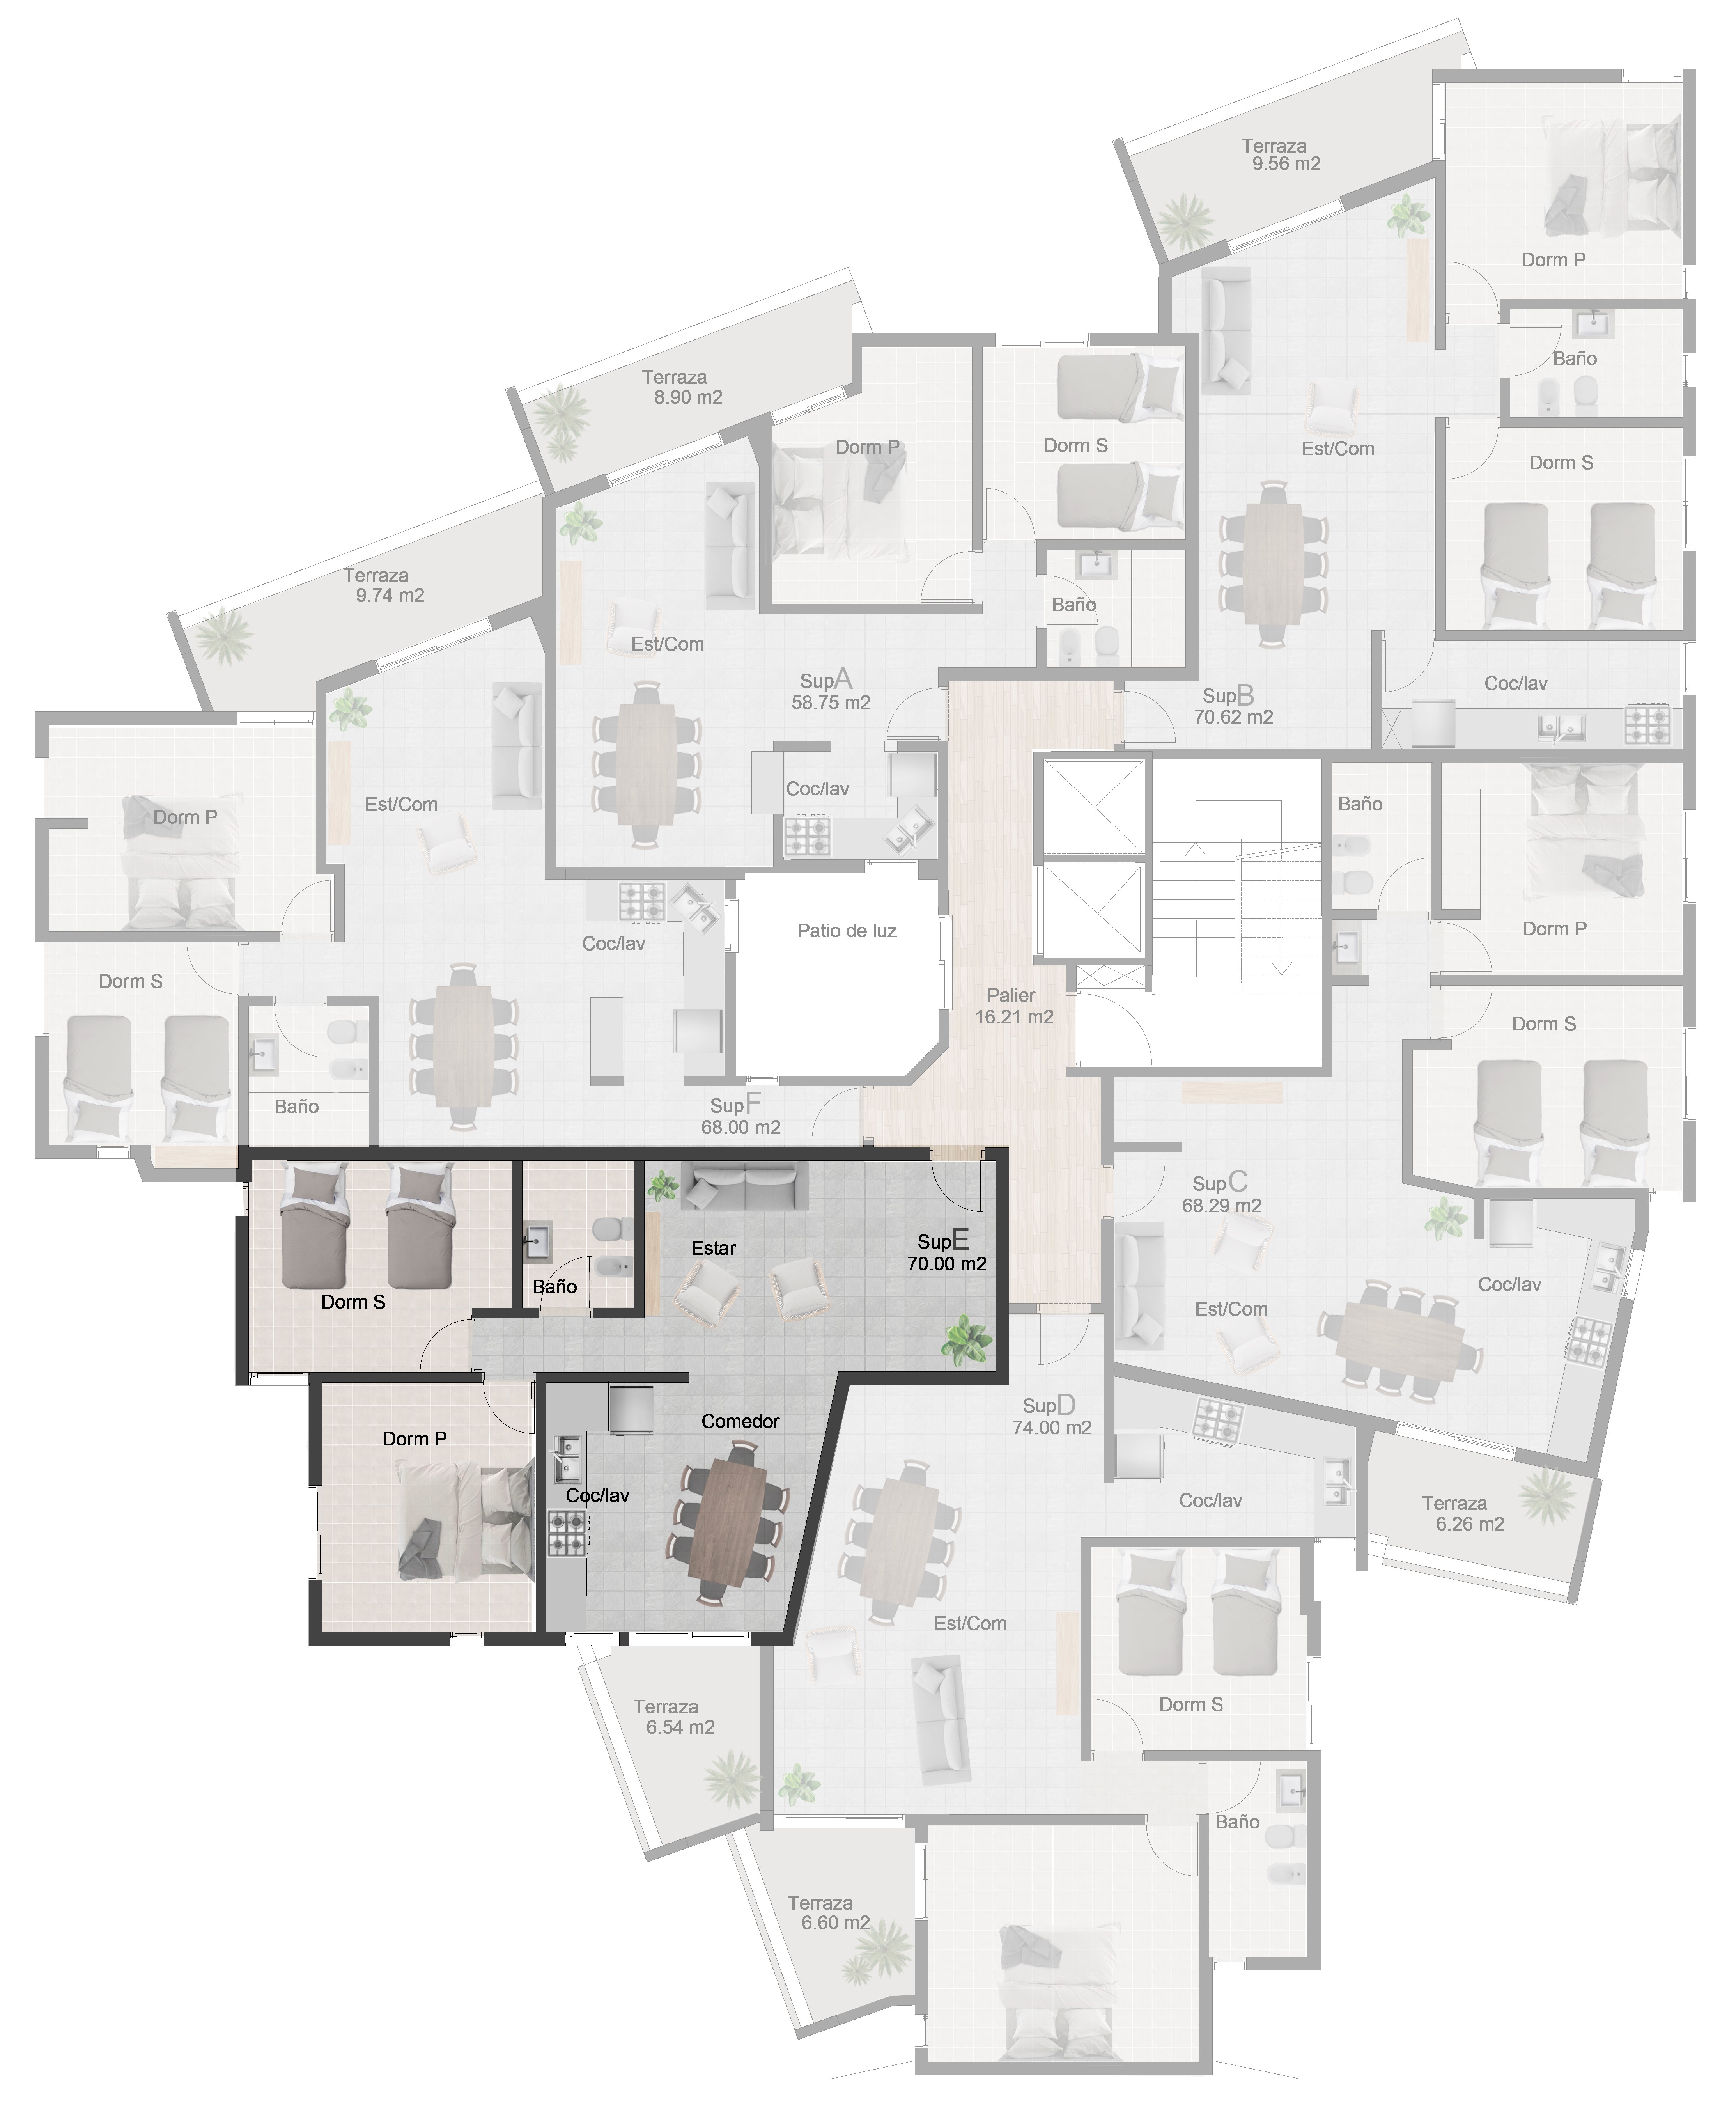 Terraza
9.56 m2
Dorm P
Baño
Terraza
8.90 m2
Dorm P
Dorm S
Est/Com
Dorm S
Terraza
9.74 m2
Baño
Est/Com
SupA
58.75 m2
SupB
70.62 m2
Coc/lav
Dorm P
Est/Com
Coc/lav
Baño
Patio de luz
Dorm P
Coc/lav
Dorm S
Palier
16.21 m2
Dorm S
Baño
SupF
68.00 m2
SupC
68.29 m2
Estar
SupE
70.00 m2
Baño
Dorm S
Coc/lav
Est/Com
Dorm P
Comedor
SupD
74.00 m2
Coc/lav
Coc/lav
Terraza
6.26 m2
Est/Com
Terraza
6.54 m2
Dorm S
Baño
Terraza
6.60 m2